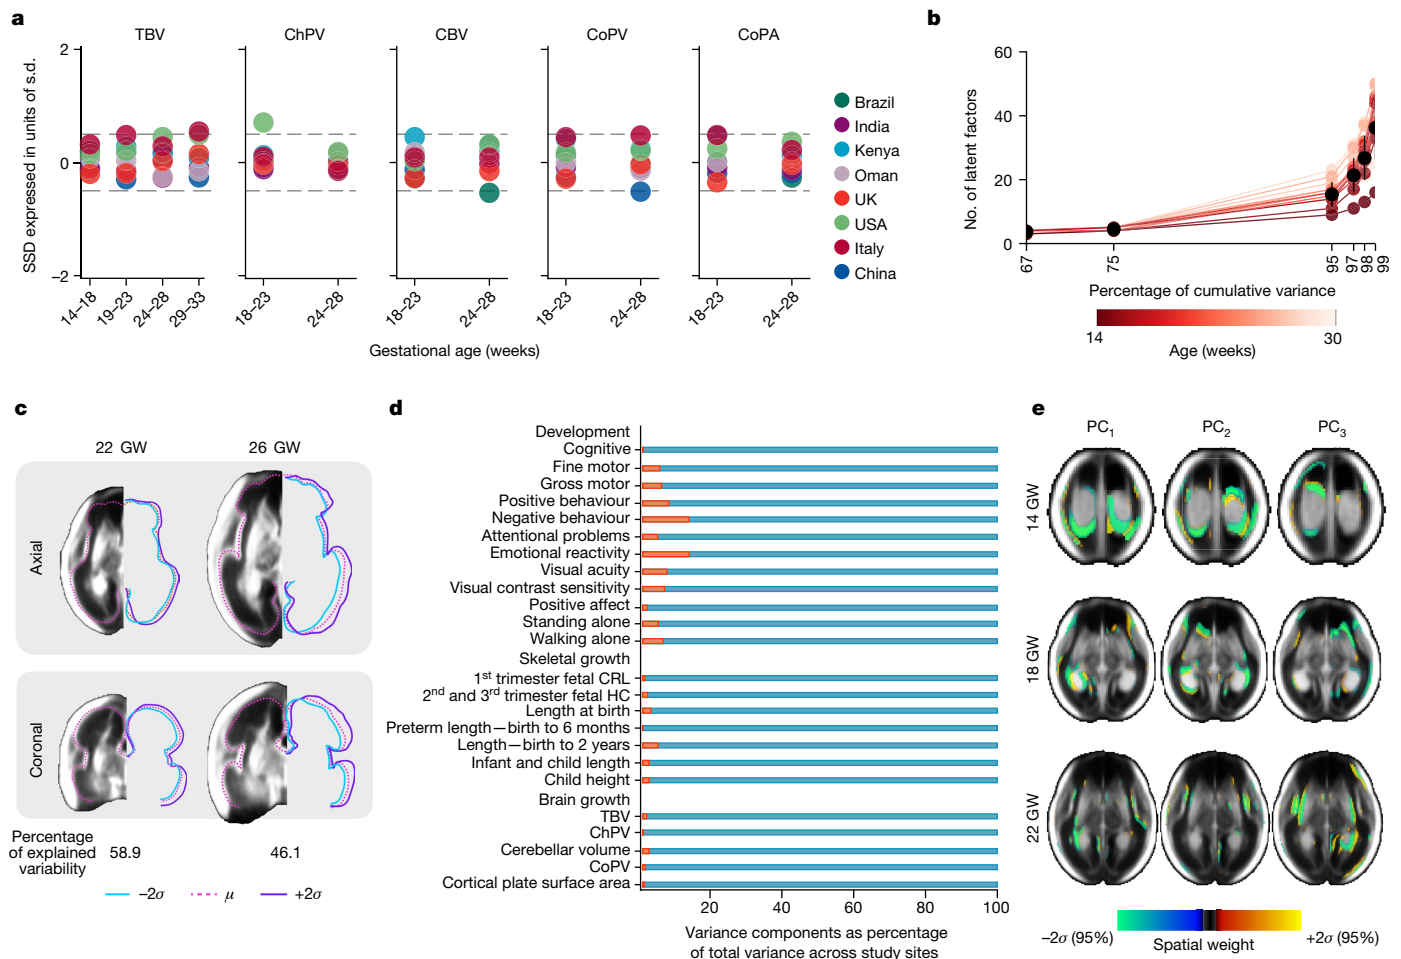 a
TBV
ChPV
CBV
CoPV
CoPA
SSD expressed in units of s.d.
2
0
−2
14–18
19–23
24–28
29–33
18–23
24–28
18–23
24–28
18–23
24–28
18–23
24–28
Gestational age (weeks)
Brazil
India
Kenya
Oman
UK
USA
Italy
China
b
No. of latent factors
60
40
20
0
67
75
95
97
98
99
Percentage of cumulative variance
14
30
Age (weeks)
c
22 GW
26 GW
Axial
Coronal
Percentage
of explained
variability
58.9
46.1
−2σ
μ
+2σ
d
Development
Cognitive
Fine motor
Gross motor
Positive behaviour
Negative behaviour
Attentional problems
Emotional reactivity
Visual acuity
Visual contrast sensitivity
Positive affect
Standing alone
Walking alone
Skeletal growth
1st trimester fetal CRL
2nd and 3rd trimester fetal HC
Length at birth
Preterm length—birth to 6 months
Length—birth to 2 years
Infant and child length
Child height
Brain growth
TBV
ChPV
Cerebellar volume
CoPV
Cortical plate surface area
20
40
60
80
100
Variance components as percentage
of total variance across study sites
e
PC1
PC2
PC3
14 GW
18 GW
22 GW
−2σ (95%)
+2σ (95%)
Spatial weight